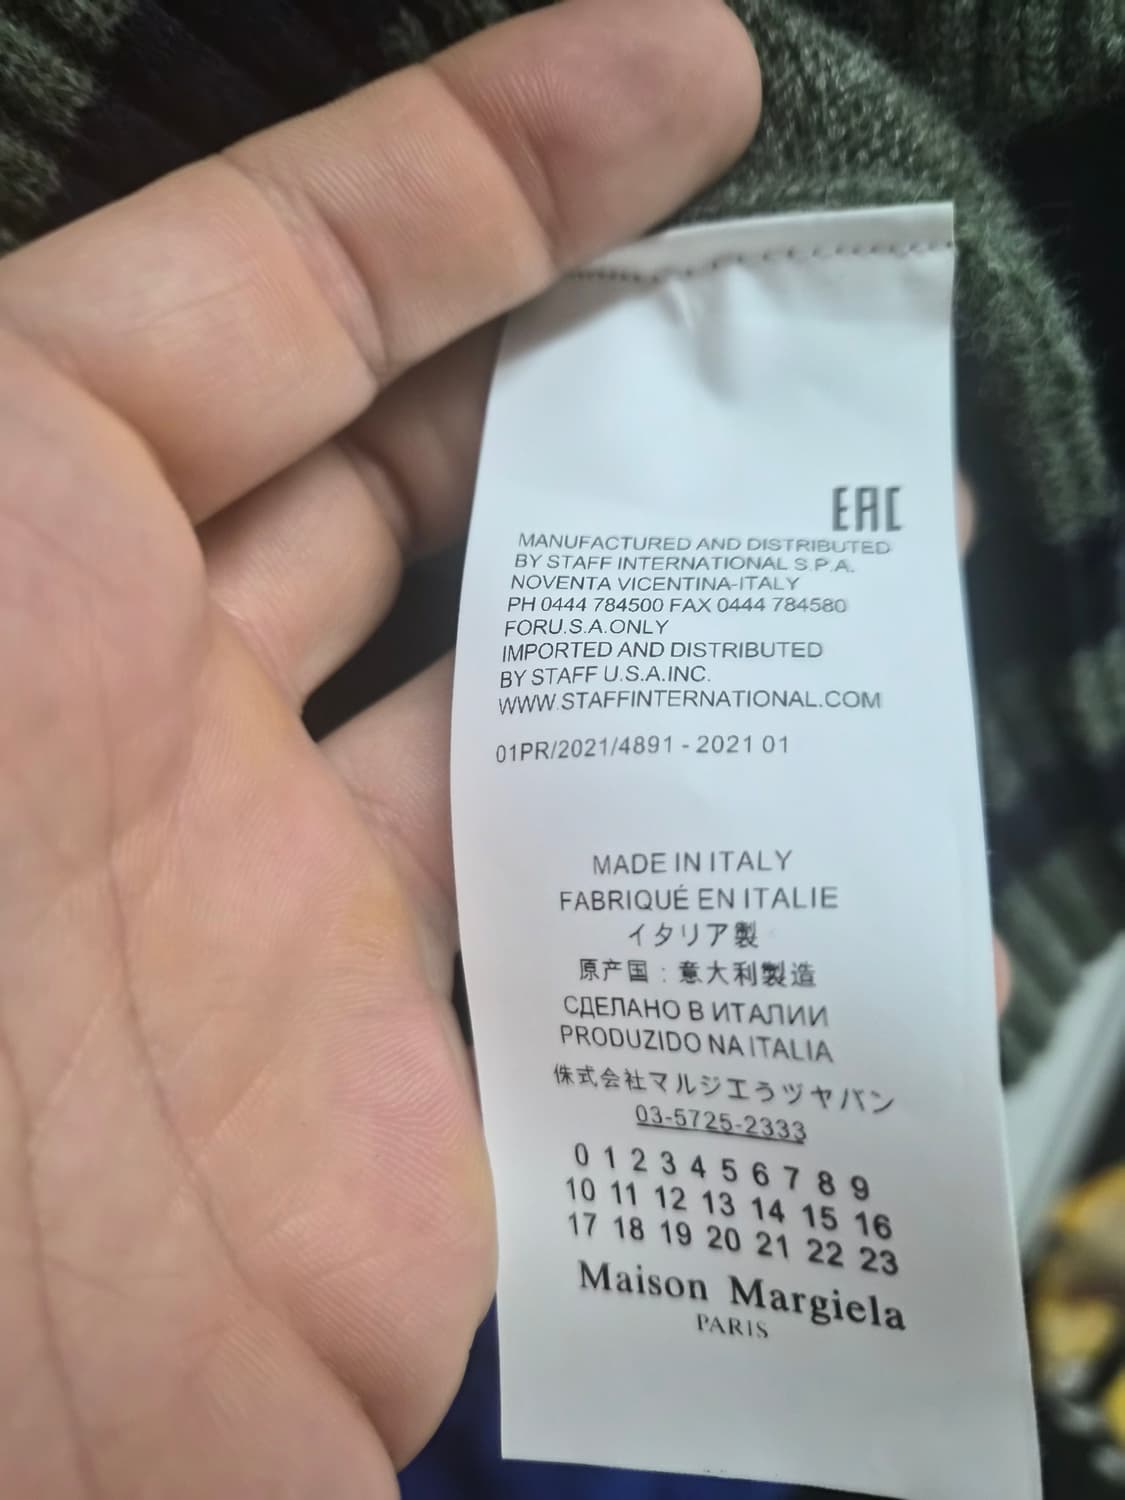 EAC
MANUFACTURED AND DISTRIBUTED
BY STAFF INTERNATIONAL S.P.A.
NOVENTA VICENTINA-ITALY
PH 0444 784500 FAX 0444 784580
FORU.S.A.ONLY
IMPORTED AND DISTRIBUTED
BY STAFF U.S.A.INC.
WWW.STAFFINTERNATIONAL.COM
01PR/2021/4891 - 2021 01
MADE IN ITALY
FABRIQUÉ EN ITALIE
イタリア製
原产国：意大利製造
СДЕЛАНО В ИТАЛИИ
PRODUZIDO NA ITALIA
侏式会社マルジエうヅヤバン
03-5725-2333
0 1 2 3 4 5 6 7 8 9
10 11 12 13 14 15 16
17 18 19 20 21 22 23
Maison Margiela
PARIS